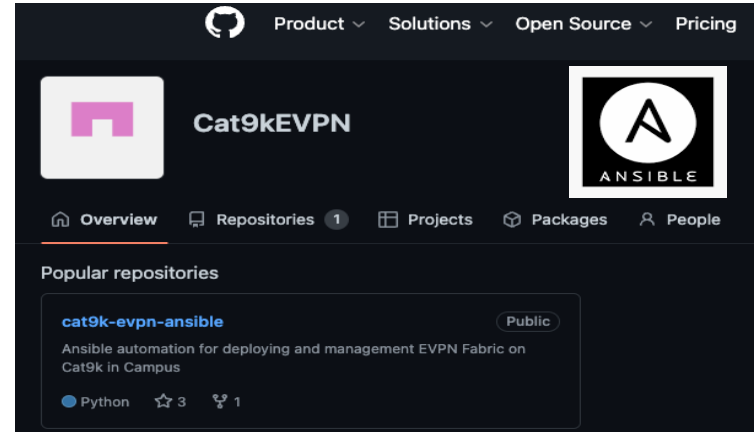 Product Solutions Open Source Pricing
Cat9kEVPN
ANSIBLE
Overview Repositories 1 Projects Packages People
Popular repositories
cat9k-evpn-ansible Public
Ansible automation for deploying and management EVPN Fabric on
Cat9k in Campus
Python 3 1